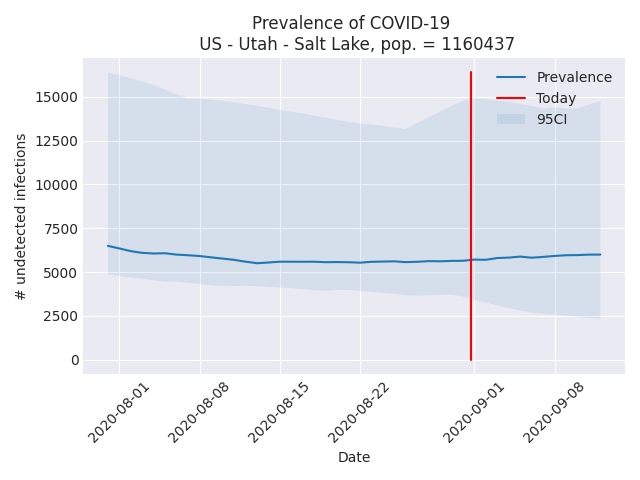 Prevalence of COVID-19
US - Utah - Salt Lake, pop. = 1160437
Prevalence
Today
95CI
15000
12500
10000
7500
5000
2500
0
# undetected infections
2020-08-01
2020-08-08
2020-08-15
2020-08-22
2020-09-01
2020-09-08
Date